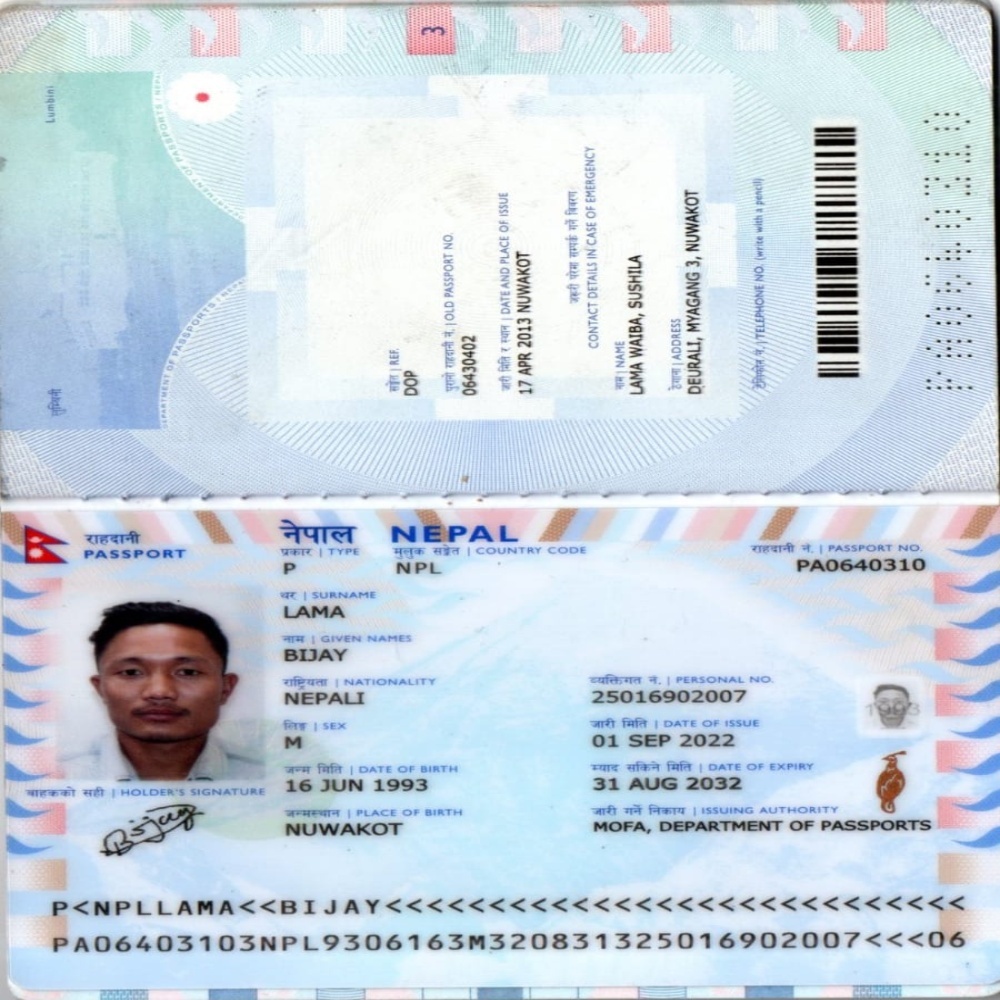 3
Lumbini
लुम्बिनी
सङ्केत | REF.
DOP
पुरानो राहदानी नं. | OLD PASSPORT NO.
06430402
जारी मिति र स्थान | DATE AND PLACE OF ISSUE
17 APR 2013 NUWAKOT
जरुरी परेमा सम्पर्क गर्ने विवरण
CONTACT DETAILS IN CASE OF EMERGENCY
नाम | NAME
LAMA WAIBA, SUSHILA
ठेगाना | ADDRESS
DEURALI, MYAGANG 3, NUWAKOT
टेलिफोन नं. | TELEPHONE NO. (write with a pencil)
PA0640310
राहदानी
PASSPORT
नेपाल NEPAL
प्रकार | TYPE मुलुक सङ्केत | COUNTRY CODE राहदानी नं. | PASSPORT NO.
P NPL PA0640310
थर | SURNAME
LAMA
नाम | GIVEN NAMES
BIJAY
राष्ट्रियता | NATIONALITY व्यक्तिगत नं. | PERSONAL NO.
NEPALI 25016902007
लिङ्ग | SEX जारी मिति | DATE OF ISSUE
M 01 SEP 2022
जन्म मिति | DATE OF BIRTH म्याद सकिने मिति | DATE OF EXPIRY
16 JUN 1993 31 AUG 2032
वाहकको सही | HOLDER'S SIGNATURE
Bijay
जन्मस्थान | PLACE OF BIRTH जारी गर्ने निकाय | ISSUING AUTHORITY
NUWAKOT MOFA, DEPARTMENT OF PASSPORTS
P<NPLLAMA<<BIJAY<<<<<<<<<<<<<<<<<<<<<<<<<<<<
PA06403103NPL9306163M320831325016902007<<<06